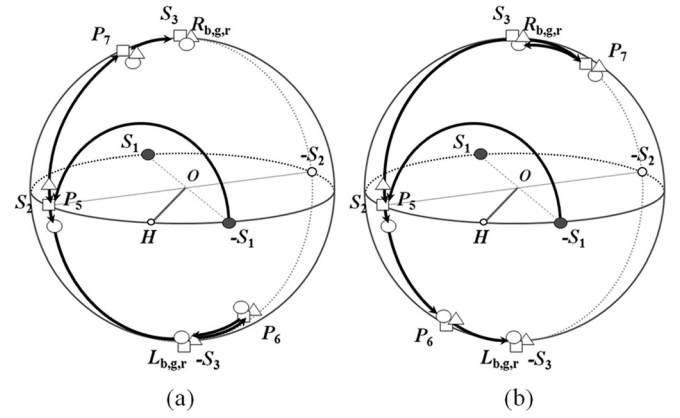 S3 Rb,g,r
P7
S1
-S2
O
S2 P5
H -S1
P6
Lb,g,r -S3
(a)
S3 Rb,g,r
P7
S1
-S2
O
S2 P5
H -S1
P6
Lb,g,r -S3
(b)